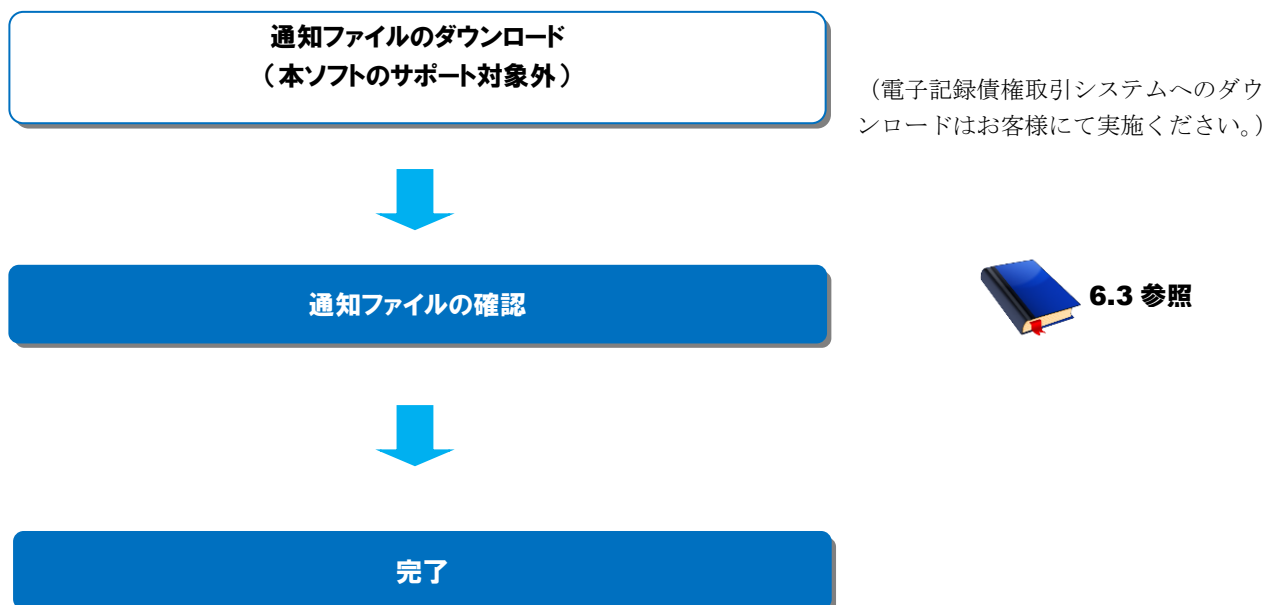 通知ファイルのダウンロード
（本ソフトのサポート対象外）
（電子記録債権取引システムへのダウ
ンロードはお客様にて実施ください。）
通知ファイルの確認
6.3 参照
完了